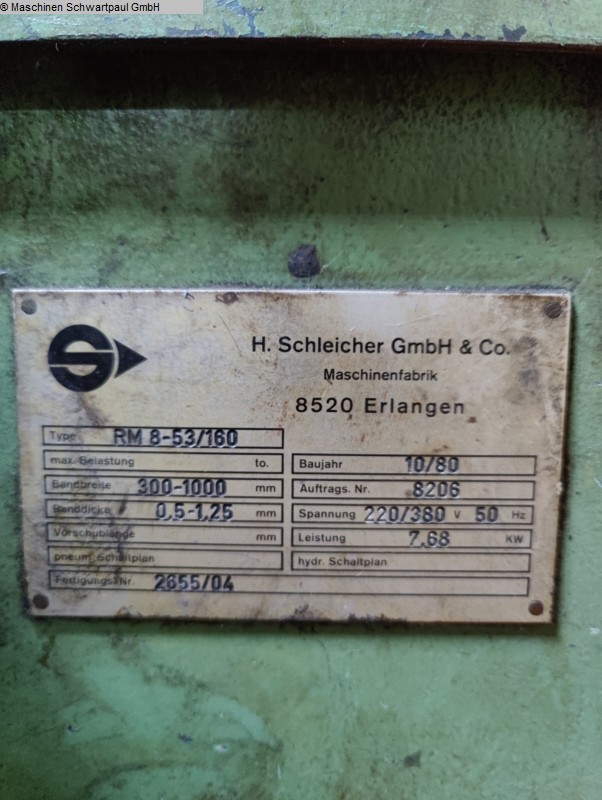 © Maschinen Schwartpaul GmbH
H. Schleicher GmbH & Co.
Maschinenfabrik
8520 Erlangen
Type RM 8-53/160
max. Belastung to.
Bandbreite 300-1000 mm
Banddicke 0,5-1,25 mm
Vorschublänge mm
pneum. Schaltplan
Baujahr 10/80
Auftrags. Nr. 8206
Spannung 220/380 V 50 Hz
Leistung 7,68 KW
hydr. Schaltplan
Fertigungs. Nr. 2655/04